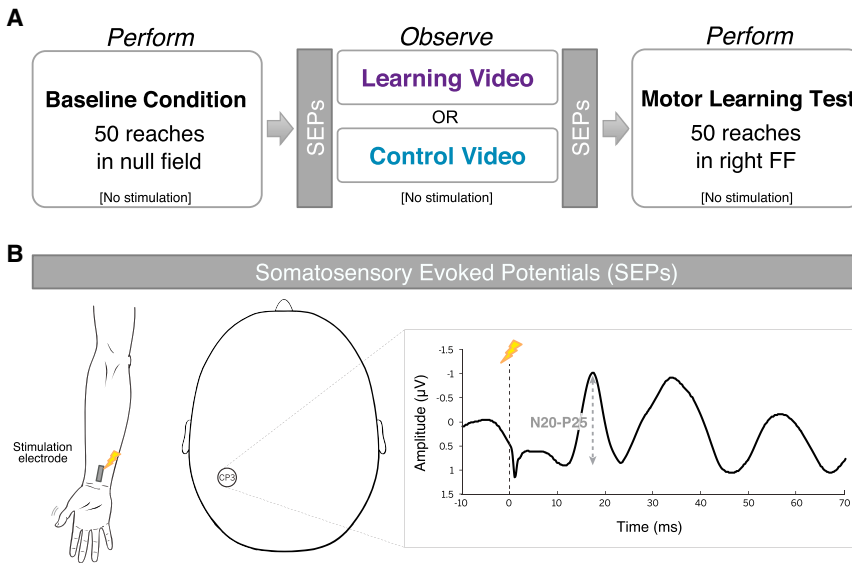 A
Perform
Observe
Perform
Baseline Condition
50 reaches
in null field
[No stimulation]
SEPs
Learning Video
OR
Control Video
[No stimulation]
SEPs
Motor Learning Test
50 reaches
in right FF
[No stimulation]
B
Somatosensory Evoked Potentials (SEPs)
Stimulation
electrode
CP3
Amplitude (µV)
-1.5
-1
-0.5
0
0.5
1
1.5
N20-P25
-10 0 10 20 30 40 50 60 70
Time (ms)